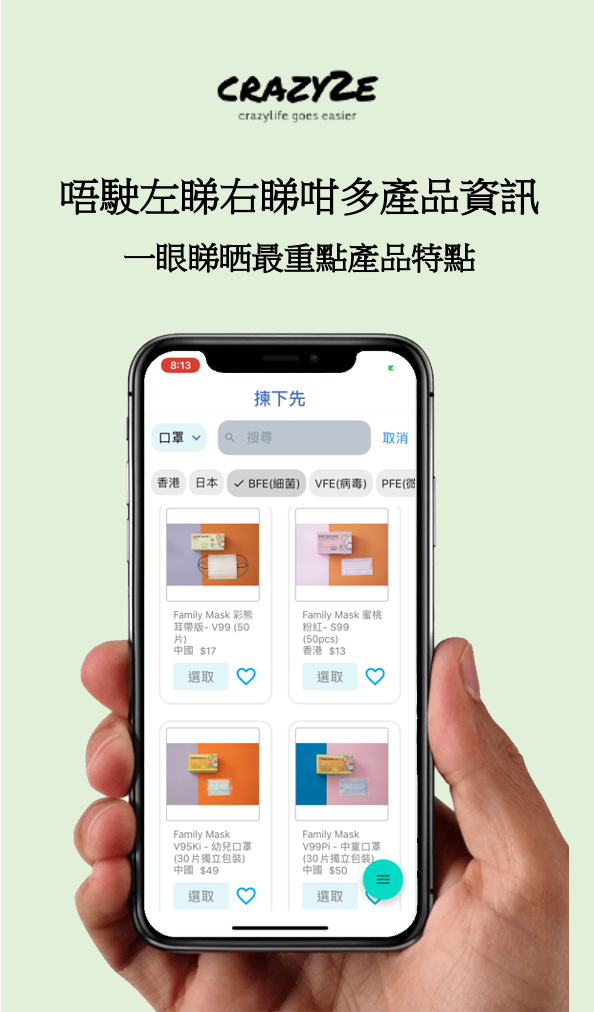 CRAZY2E
crazylife goes easier
唔駛左睇右睇咁多產品資訊
一眼睇晒最重點產品特點
8:13
揀下先
口罩
搜尋
取消
香港
日本
BFE(細菌)
VFE(病毒)
PFE(微
Family Mask 彩熊
耳帶版- V99 (50
片)
中國 $17
選取
Family Mask 蜜桃
粉紅- S99
(50pcs)
香港 $13
選取
Family Mask
V95Ki - 幼兒口罩
(30片獨立包裝)
中國 $49
選取
Family Mask
V99Pi - 中童口罩
(30片獨立包裝)
中國 $50
選取